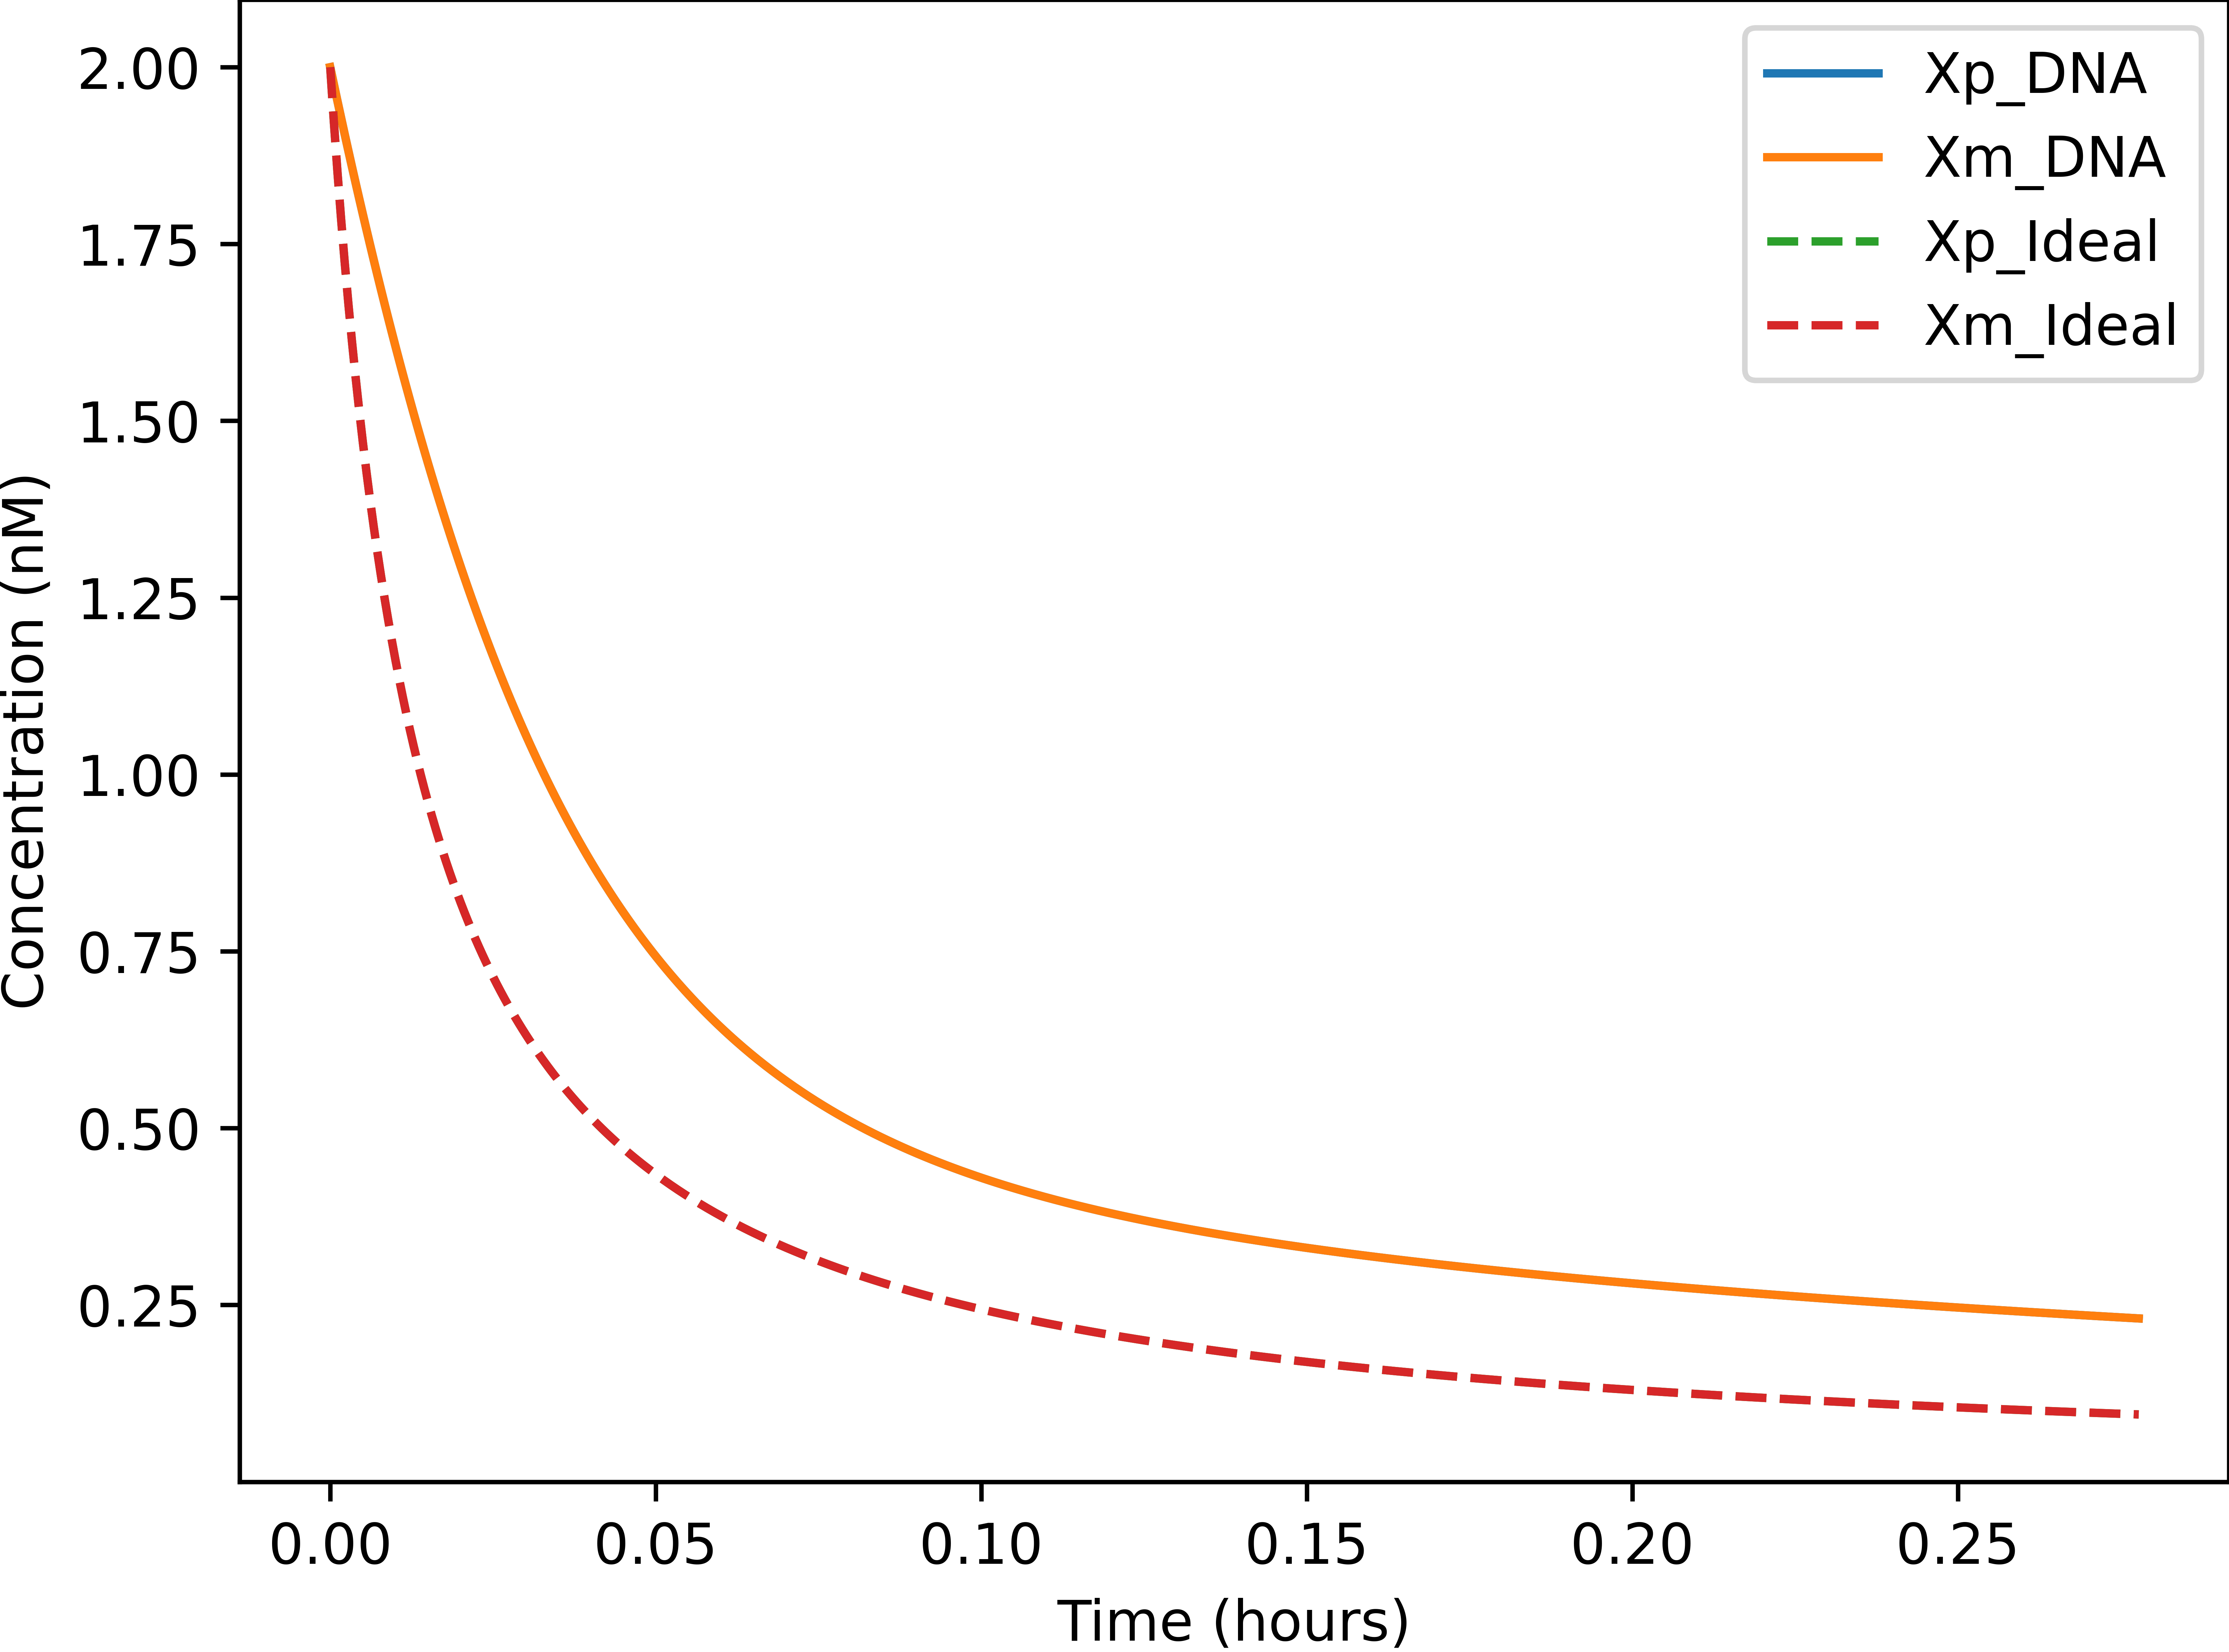 2.00
1.75
1.50
1.25
1.00
0.75
0.50
0.25
Concentration (nM)
Xp_DNA
Xm_DNA
Xp_Ideal
Xm_Ideal
0.00 0.05 0.10 0.15 0.20 0.25
Time (hours)